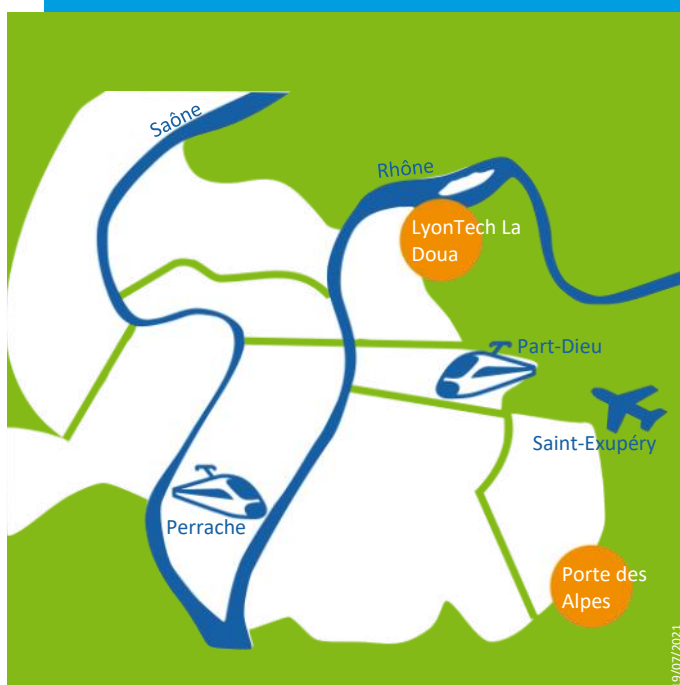 Saône
Rhône
LyonTech La
Doua
Part-Dieu
Saint-Exupéry
Perrache
Porte des
Alpes
9/07/2021